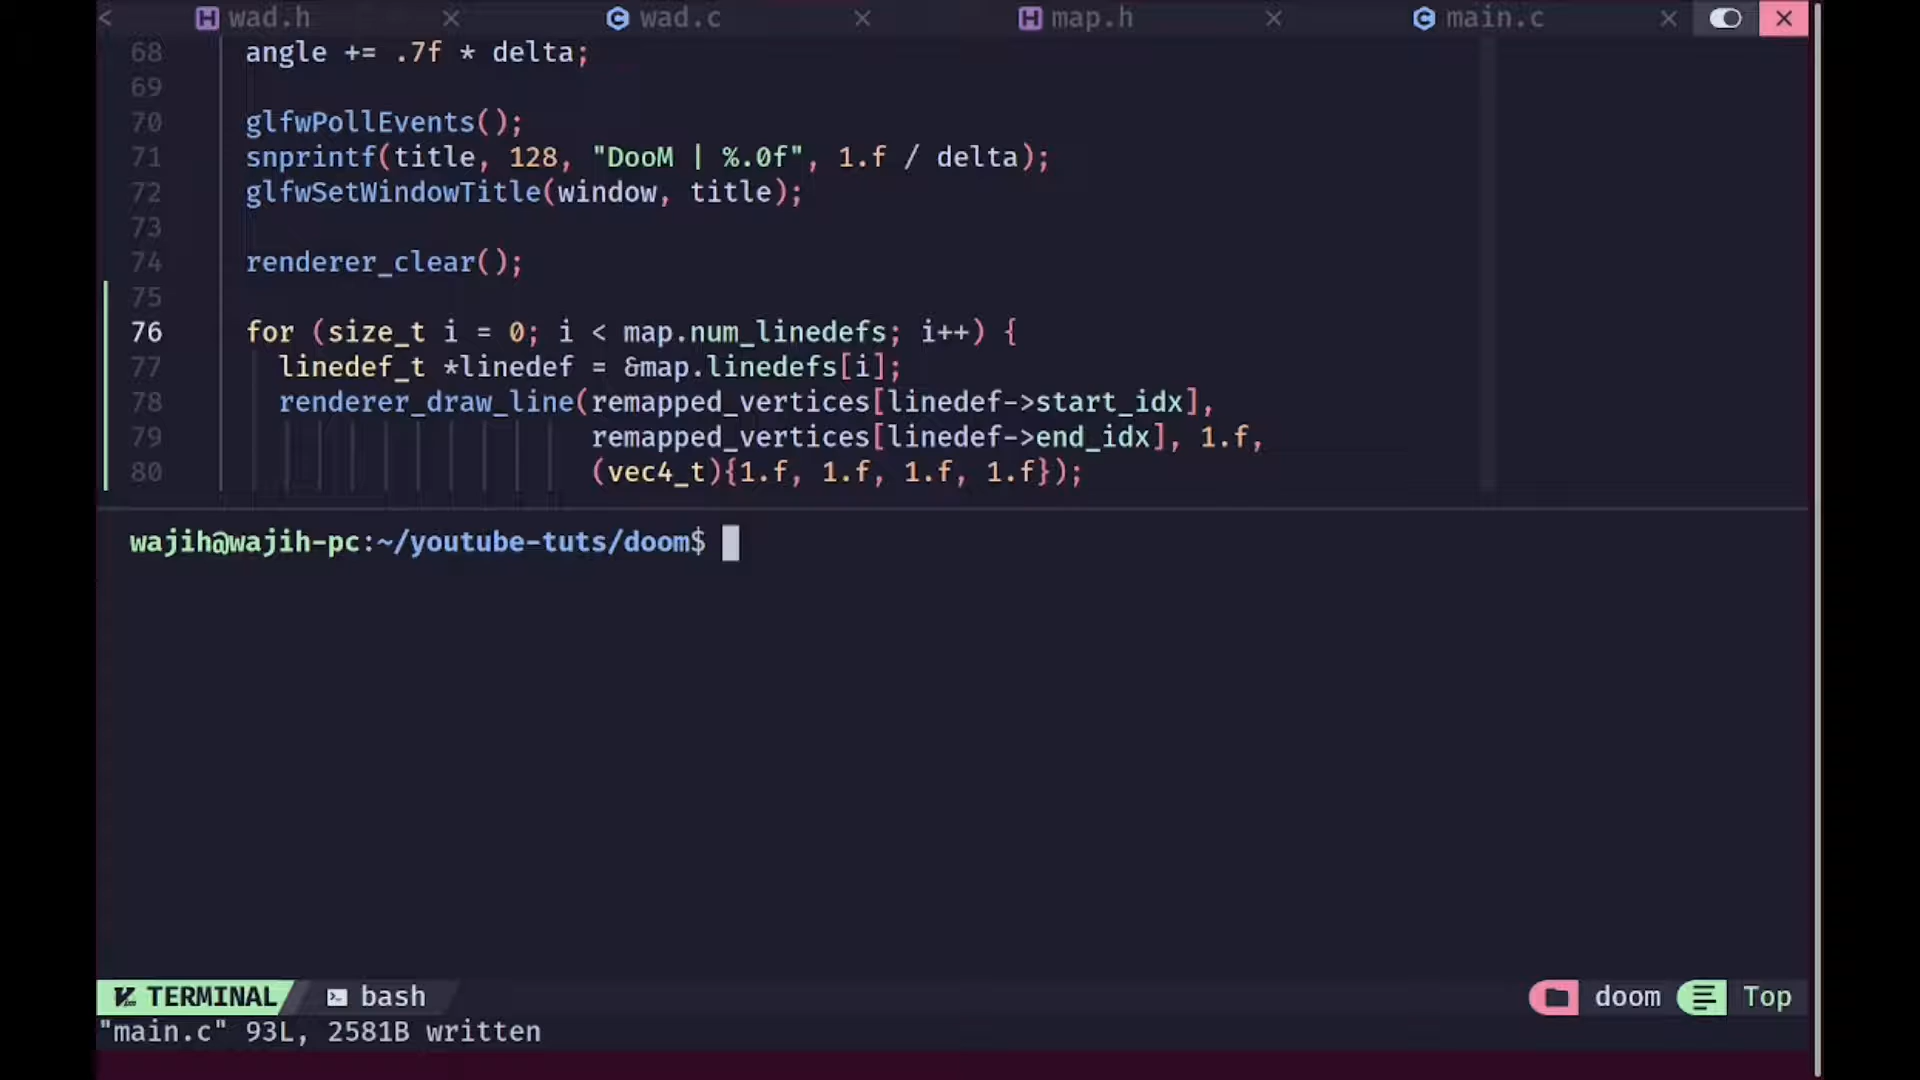 < wad.h × wad.c × map.h × main.c × ×
68 angle += .7f * delta;
69
70 glfwPollEvents();
71 snprintf(title, 128, "DooM | %.0f", 1.f / delta);
72 glfwSetWindowTitle(window, title);
73
74 renderer_clear();
75
76 for (size_t i = 0; i < map.num_linedefs; i++) {
77 linedef_t *linedef = &map.linedefs[i];
78 renderer_draw_line(remapped_vertices[linedef->start_idx],
79 remapped_vertices[linedef->end_idx], 1.f,
80 (vec4_t){1.f, 1.f, 1.f, 1.f});
wajih@wajih-pc:~/youtube-tuts/doom$
TERMINAL bash doom Top
"main.c" 93L, 2581B written